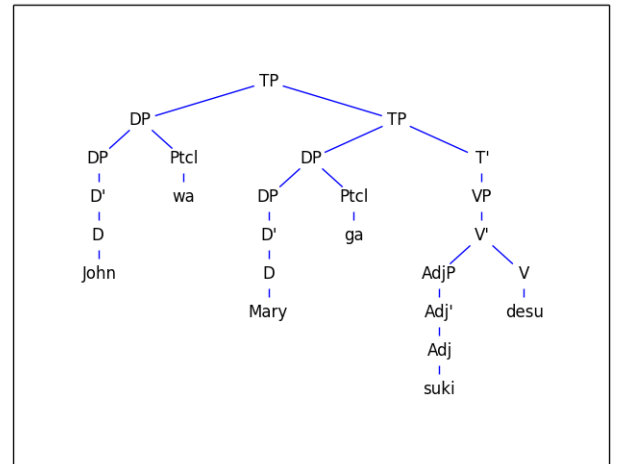 TP
DP TP
DP Ptcl DP T'
D' wa DP Ptcl VP
D D' ga V'
John D AdjP V
Mary Adj' desu
Adj
suki